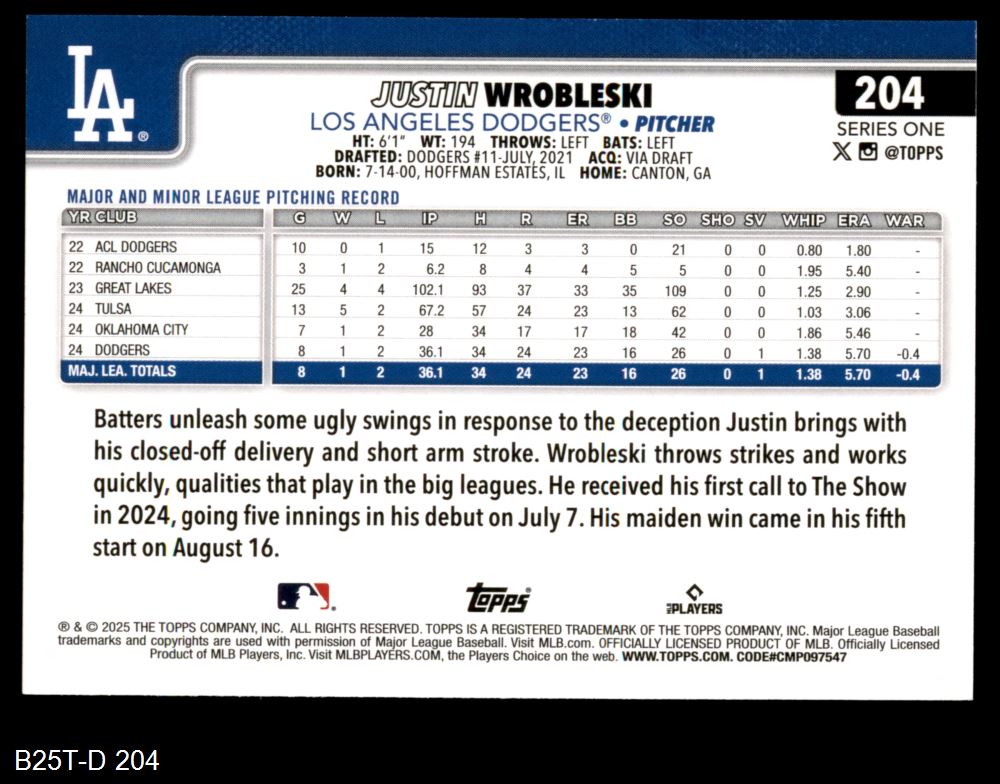 LA®
JUSTIN WROBLESKI
204
LOS ANGELES DODGERS® • PITCHER
SERIES ONE
HT: 6'1" WT: 194 THROWS: LEFT BATS: LEFT
@TOPPS
DRAFTED: DODGERS #11-JULY, 2021 ACQ: VIA DRAFT
BORN: 7-14-00, HOFFMAN ESTATES, IL HOME: CANTON, GA
MAJOR AND MINOR LEAGUE PITCHING RECORD
YR CLUB G W L IP H R ER BB SO SHO SV WHIP ERA WAR
22 ACL DODGERS 10 0 1 15 12 3 3 0 21 0 0 0.80 1.80 -
22 RANCHO CUCAMONGA 3 1 2 6.2 8 4 4 5 5 0 0 1.95 5.40 -
23 GREAT LAKES 25 4 4 102.1 93 37 33 35 109 0 0 1.25 2.90 -
24 TULSA 13 5 2 67.2 57 24 23 13 62 0 0 1.03 3.06 -
24 OKLAHOMA CITY 7 1 2 28 34 17 17 18 42 0 0 1.86 5.46 -
24 DODGERS 8 1 2 36.1 34 24 23 16 26 0 1 1.38 5.70 -0.4
MAJ. LEA. TOTALS 8 1 2 36.1 34 24 23 16 26 0 1 1.38 5.70 -0.4
Batters unleash some ugly swings in response to the deception Justin brings with
his closed-off delivery and short arm stroke. Wrobleski throws strikes and works
quickly, qualities that play in the big leagues. He received his first call to The Show
in 2024, going five innings in his debut on July 7. His maiden win came in his fifth
start on August 16.
Topps®
MLB PLAYERS
® & © 2025 THE TOPPS COMPANY, INC. ALL RIGHTS RESERVED. TOPPS IS A REGISTERED TRADEMARK OF THE TOPPS COMPANY, INC. Major League Baseball
trademarks and copyrights are used with permission of Major League Baseball. Visit MLB.com. OFFICIALLY LICENSED PRODUCT OF MLB. Officially Licensed
Product of MLB Players, Inc. Visit MLBPLAYERS.COM, the Players Choice on the web. WWW.TOPPS.COM. CODE#CMP097547
B25T-D 204